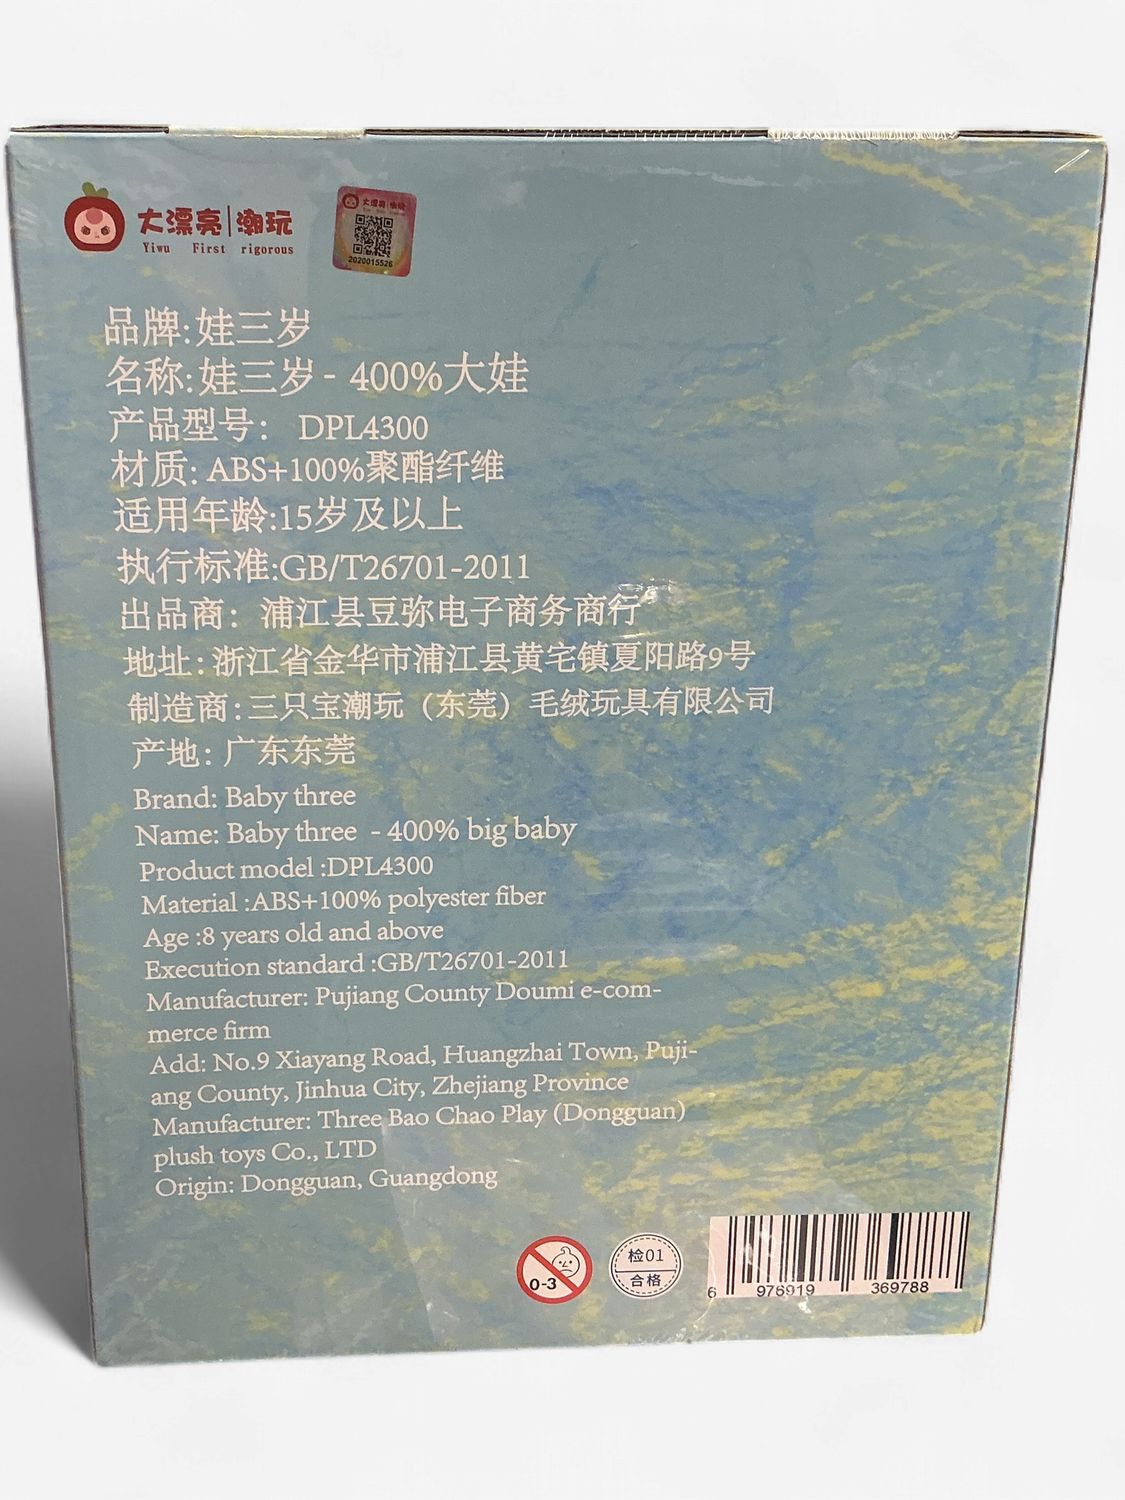 大漂亮|潮玩
Yiwu First rigorous
大漂亮|潮玩
2020015526
品牌:娃三岁
名称:娃三岁- 400%大娃
产品型号: DPL4300
材质: ABS+100%聚酯纤维
适用年龄:15岁及以上
执行标准:GB/T26701-2011
出品商: 浦江县豆弥电子商务商行
地址:浙江省金华市浦江县黄宅镇夏阳路9号
制造商:三只宝潮玩（东莞）毛绒玩具有限公司
产地: 广东东莞
Brand: Baby three
Name: Baby three - 400% big baby
Product model :DPL4300
Material :ABS+100% polyester fiber
Age :8 years old and above
Execution standard :GB/T26701-2011
Manufacturer: Pujiang County Doumi e-com-
merce firm
Add: No.9 Xiayang Road, Huangzhai Town, Puji-
ang County, Jinhua City, Zhejiang Province
Manufacturer: Three Bao Chao Play (Dongguan)
plush toys Co., LTD
Origin: Dongguan, Guangdong
0-3
检01
合格
6 976919 369788